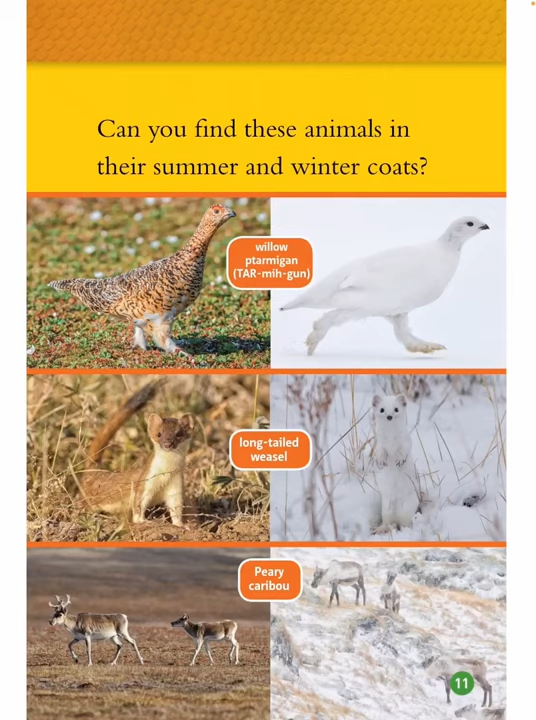 Can you find these animals in
their summer and winter coats?
willow
ptarmigan
(TAR-mih-gun)
long-tailed
weasel
Peary
caribou
11